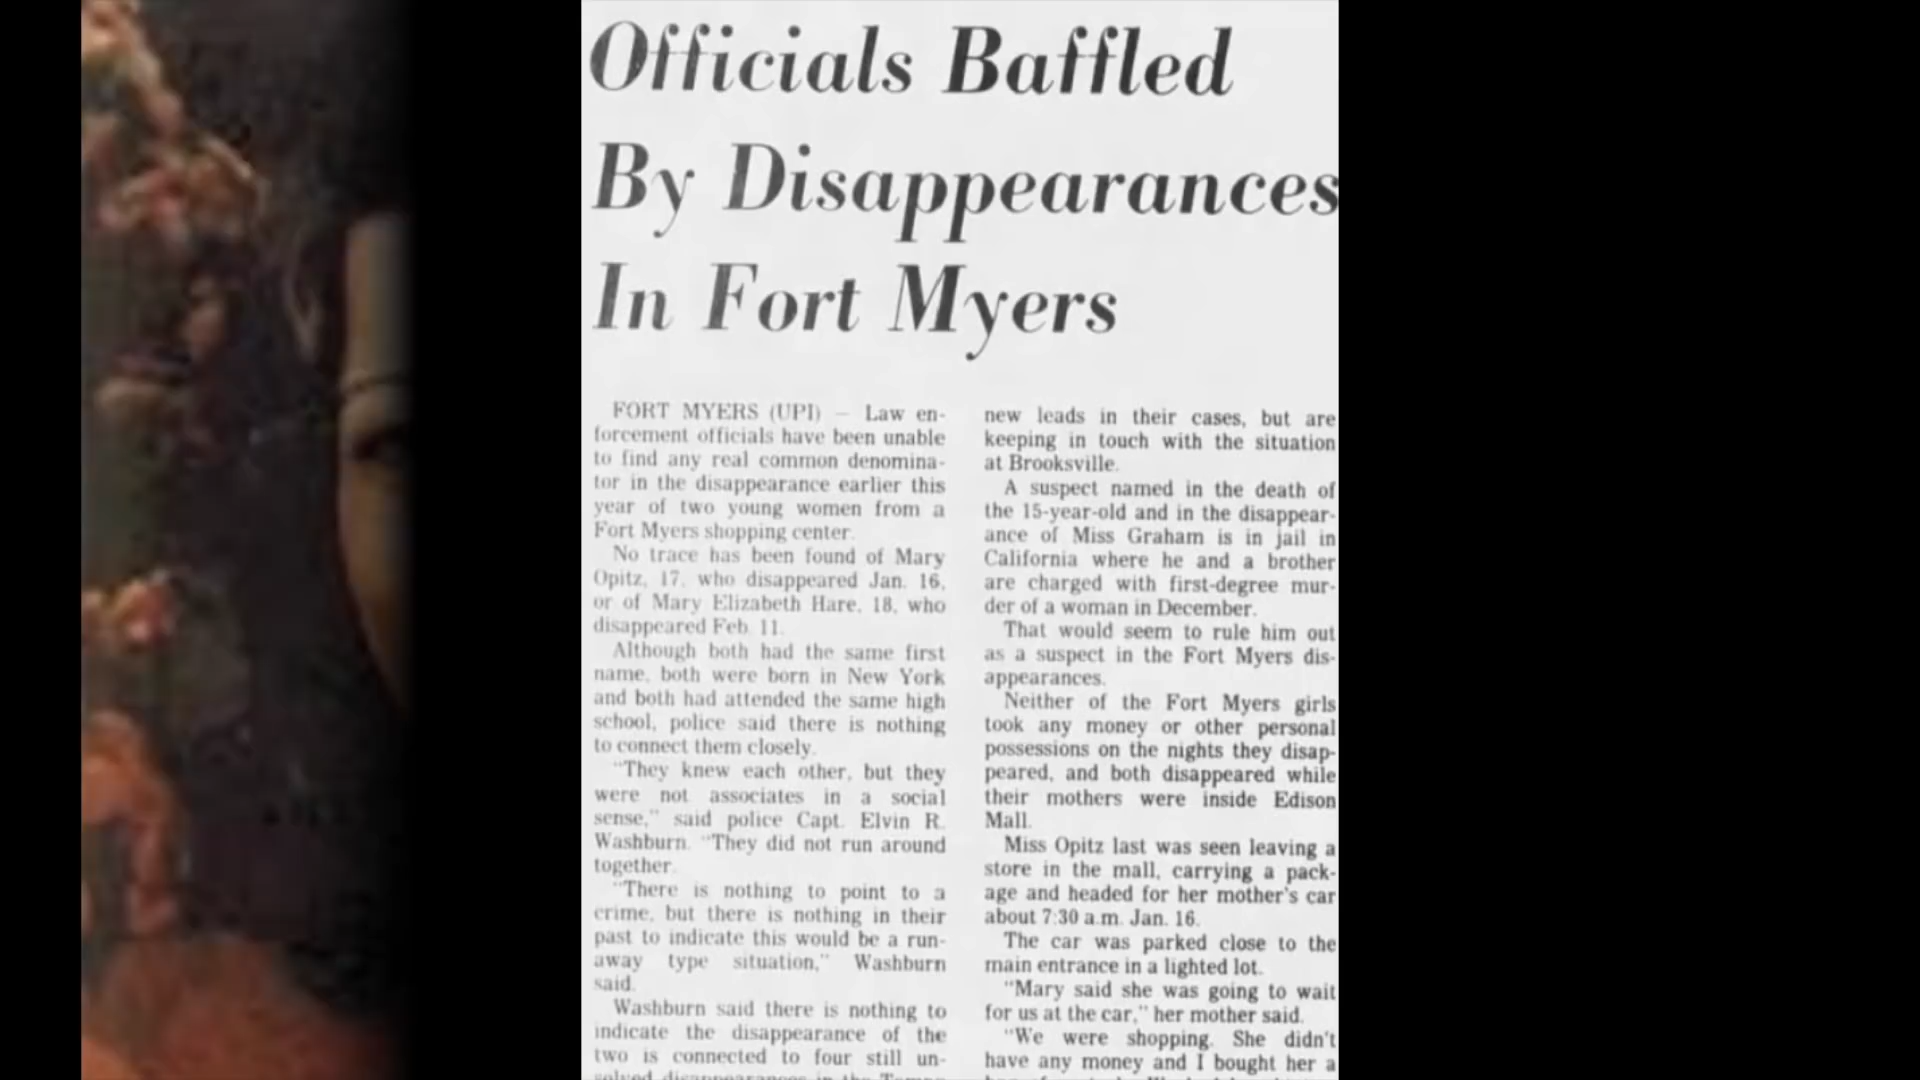 Officials Baffled
By Disappearances
In Fort Myers
FORT MYERS (UPI) — Law en-
forcement officials have been unable
to find any real common denomina-
tor in the disappearance earlier this
year of two young women from a
Fort Myers shopping center.
No trace has been found of Mary
Opitz, 17, who disappeared Jan. 16,
or of Mary Elizabeth Hare, 18, who
disappeared Feb. 11.
Although both had the same first
name, both were born in New York
and both had attended the same high
school, police said there is nothing
to connect them closely.
"They knew each other, but they
were not associates in a social
sense," said police Capt. Elvin R.
Washburn. "They did not run around
together.
"There is nothing to point to a
crime, but there is nothing in their
past to indicate this would be a run-
away type situation," Washburn
said.
Washburn said there is nothing to
indicate the disappearance of the
two is connected to four still un-
solved disappearances in the
new leads in their cases, but are
keeping in touch with the situation
at Brooksville.
A suspect named in the death of
the 15-year-old and in the disappear-
ance of Miss Graham is in jail in
California where he and a brother
are charged with first-degree mur-
der of a woman in December.
That would seem to rule him out
as a suspect in the Fort Myers dis-
appearances.
Neither of the Fort Myers girls
took any money or other personal
possessions on the nights they disap-
peared, and both disappeared while
their mothers were inside Edison
Mall.
Miss Opitz last was seen leaving a
store in the mall, carrying a pack-
age and headed for her mother's car
about 7:30 a.m. Jan. 16.
The car was parked close to the
main entrance in a lighted lot.
"Mary said she was going to wait
for us at the car," her mother said.
"We were shopping. She didn't
have any money and I bought her a